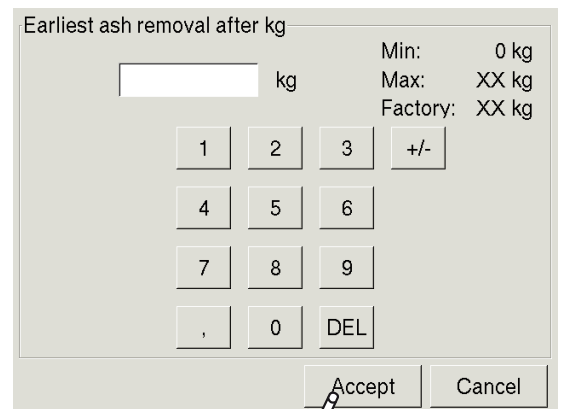 Earliest ash removal after kg
Min: 0 kg
kg Max: XX kg
Factory: XX kg
1 2 3 +/-
4 5 6
7 8 9
, 0 DEL
Accept Cancel